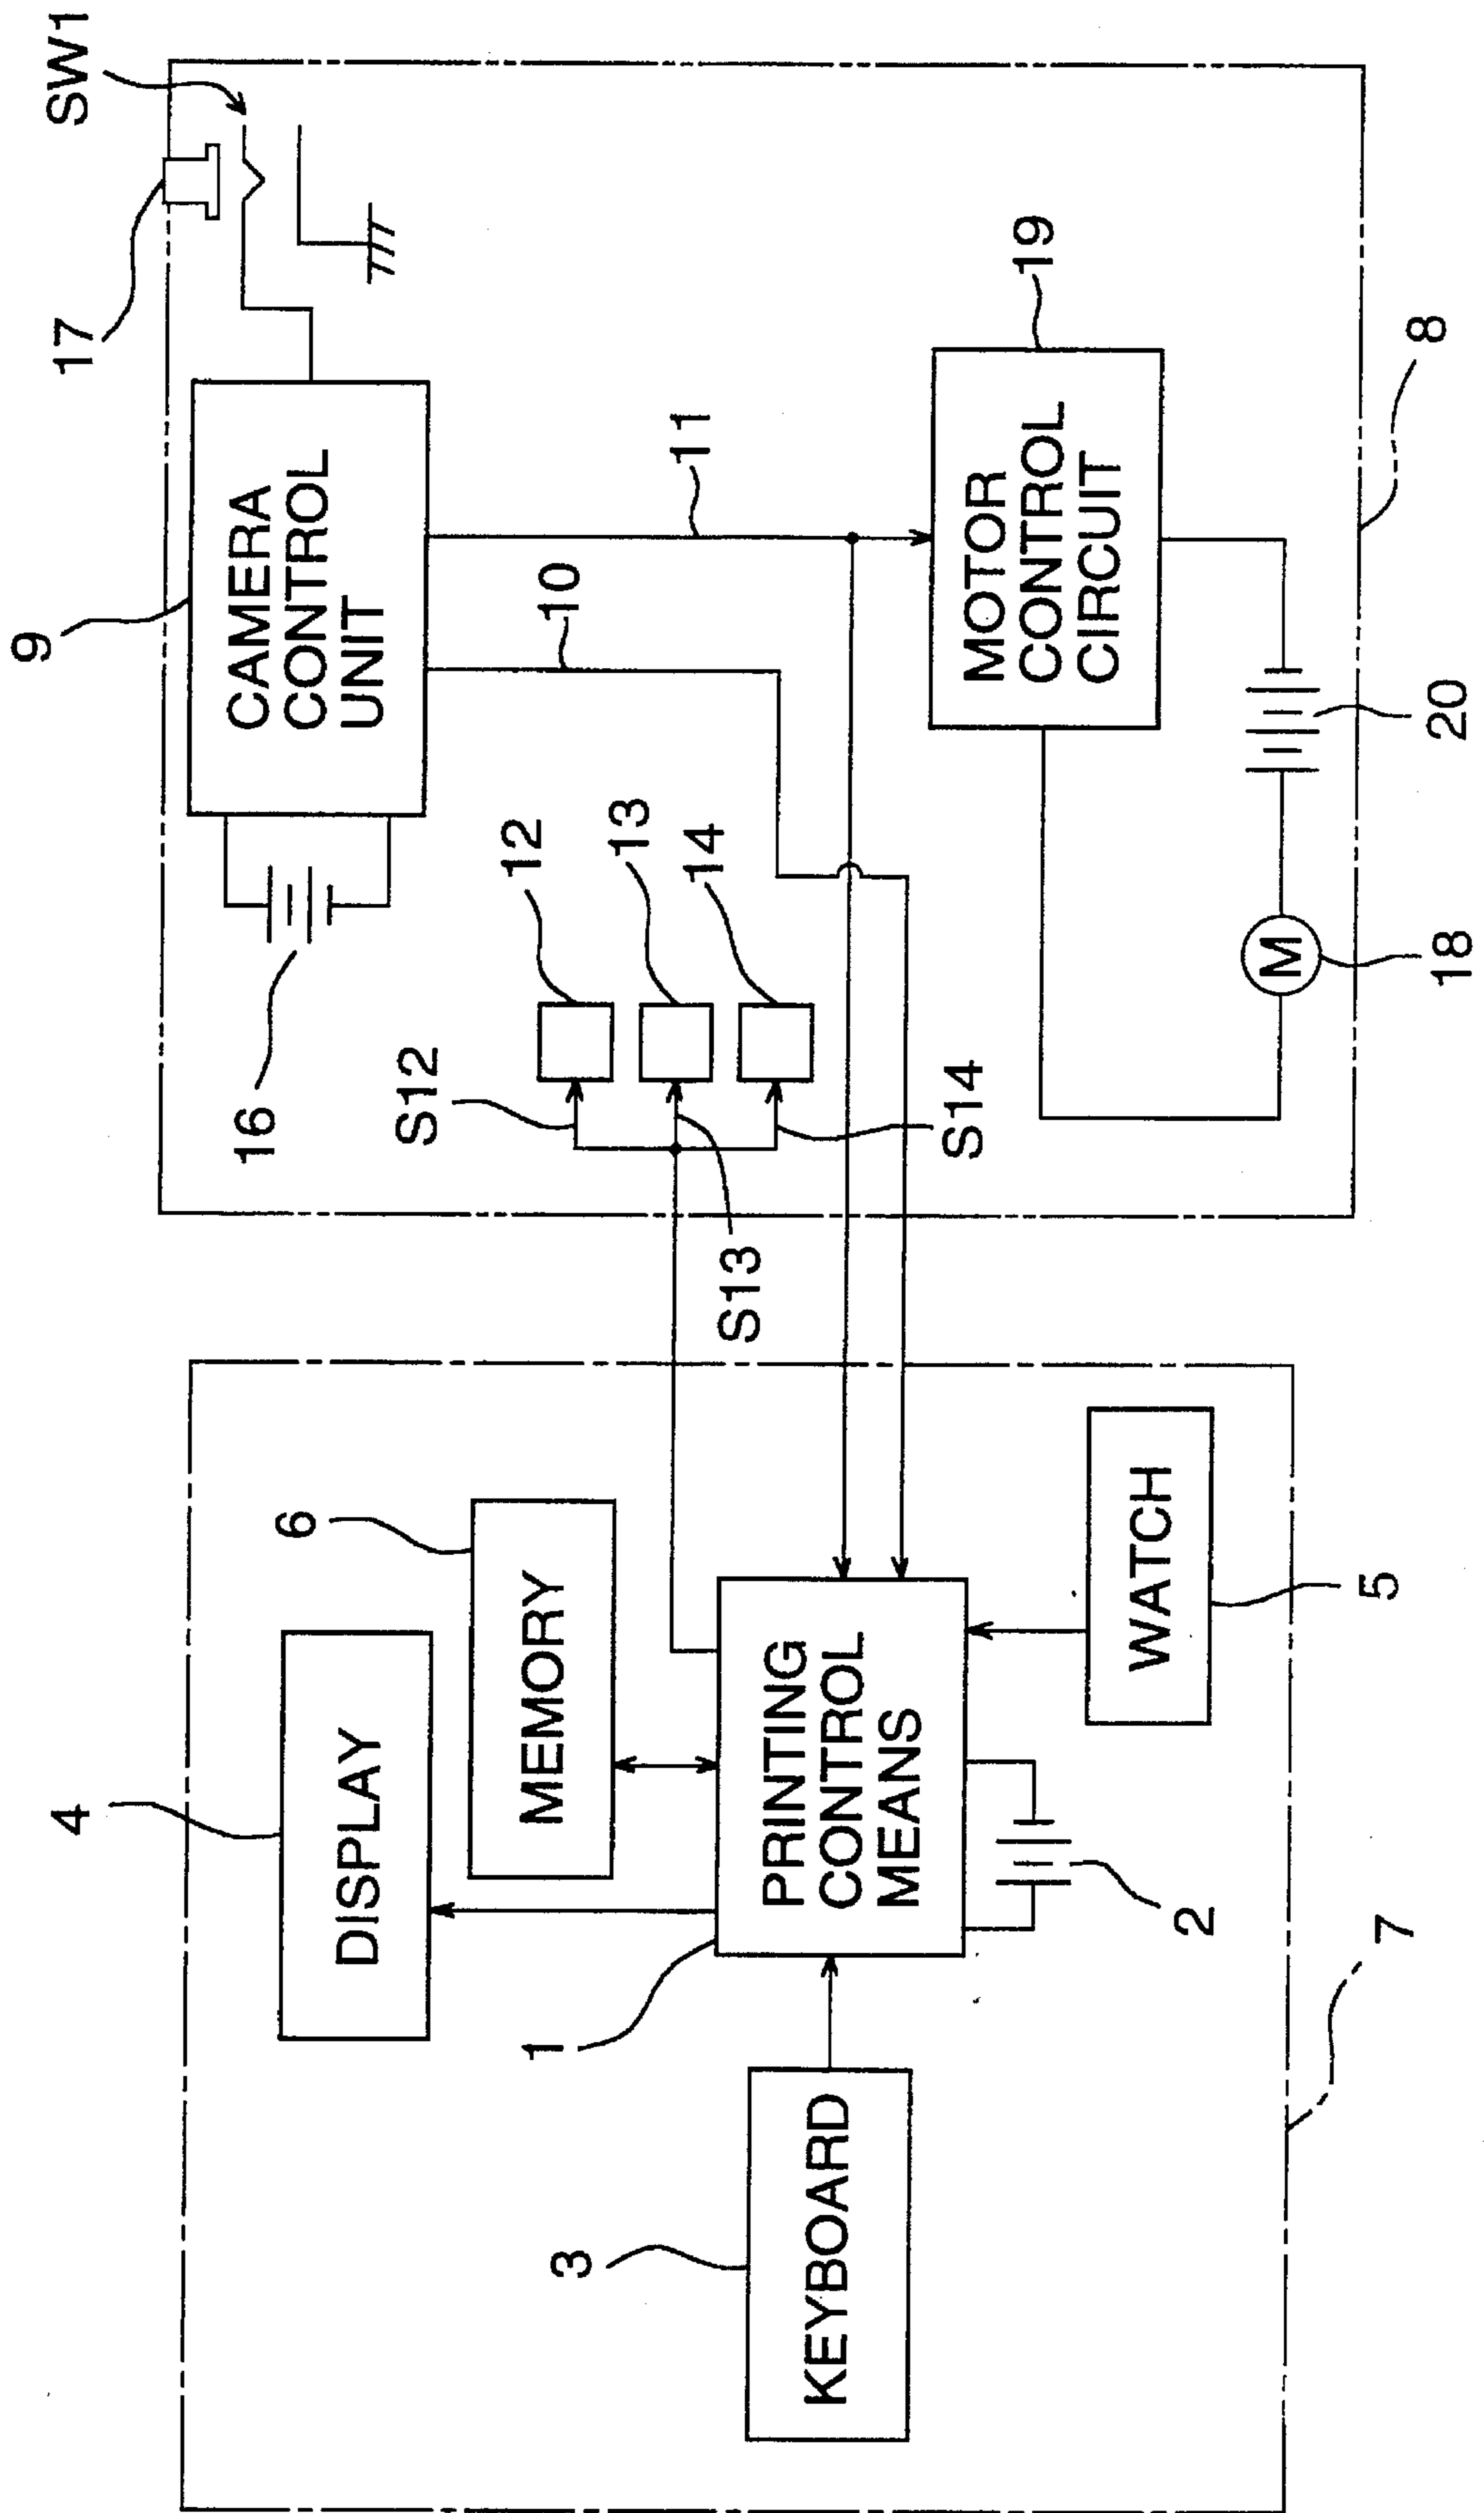 4
DISPLAY
6
MEMORY
1
PRINTING
CONTROL
MEANS
3
KEYBOARD
2
WATCH
5
7
9
CAMERA
CONTROL
UNIT
17
SW1
16
10
11
12
13
14
S12
S13
S14
MOTOR
CONTROL
CIRCUIT
19
M
18
20
8